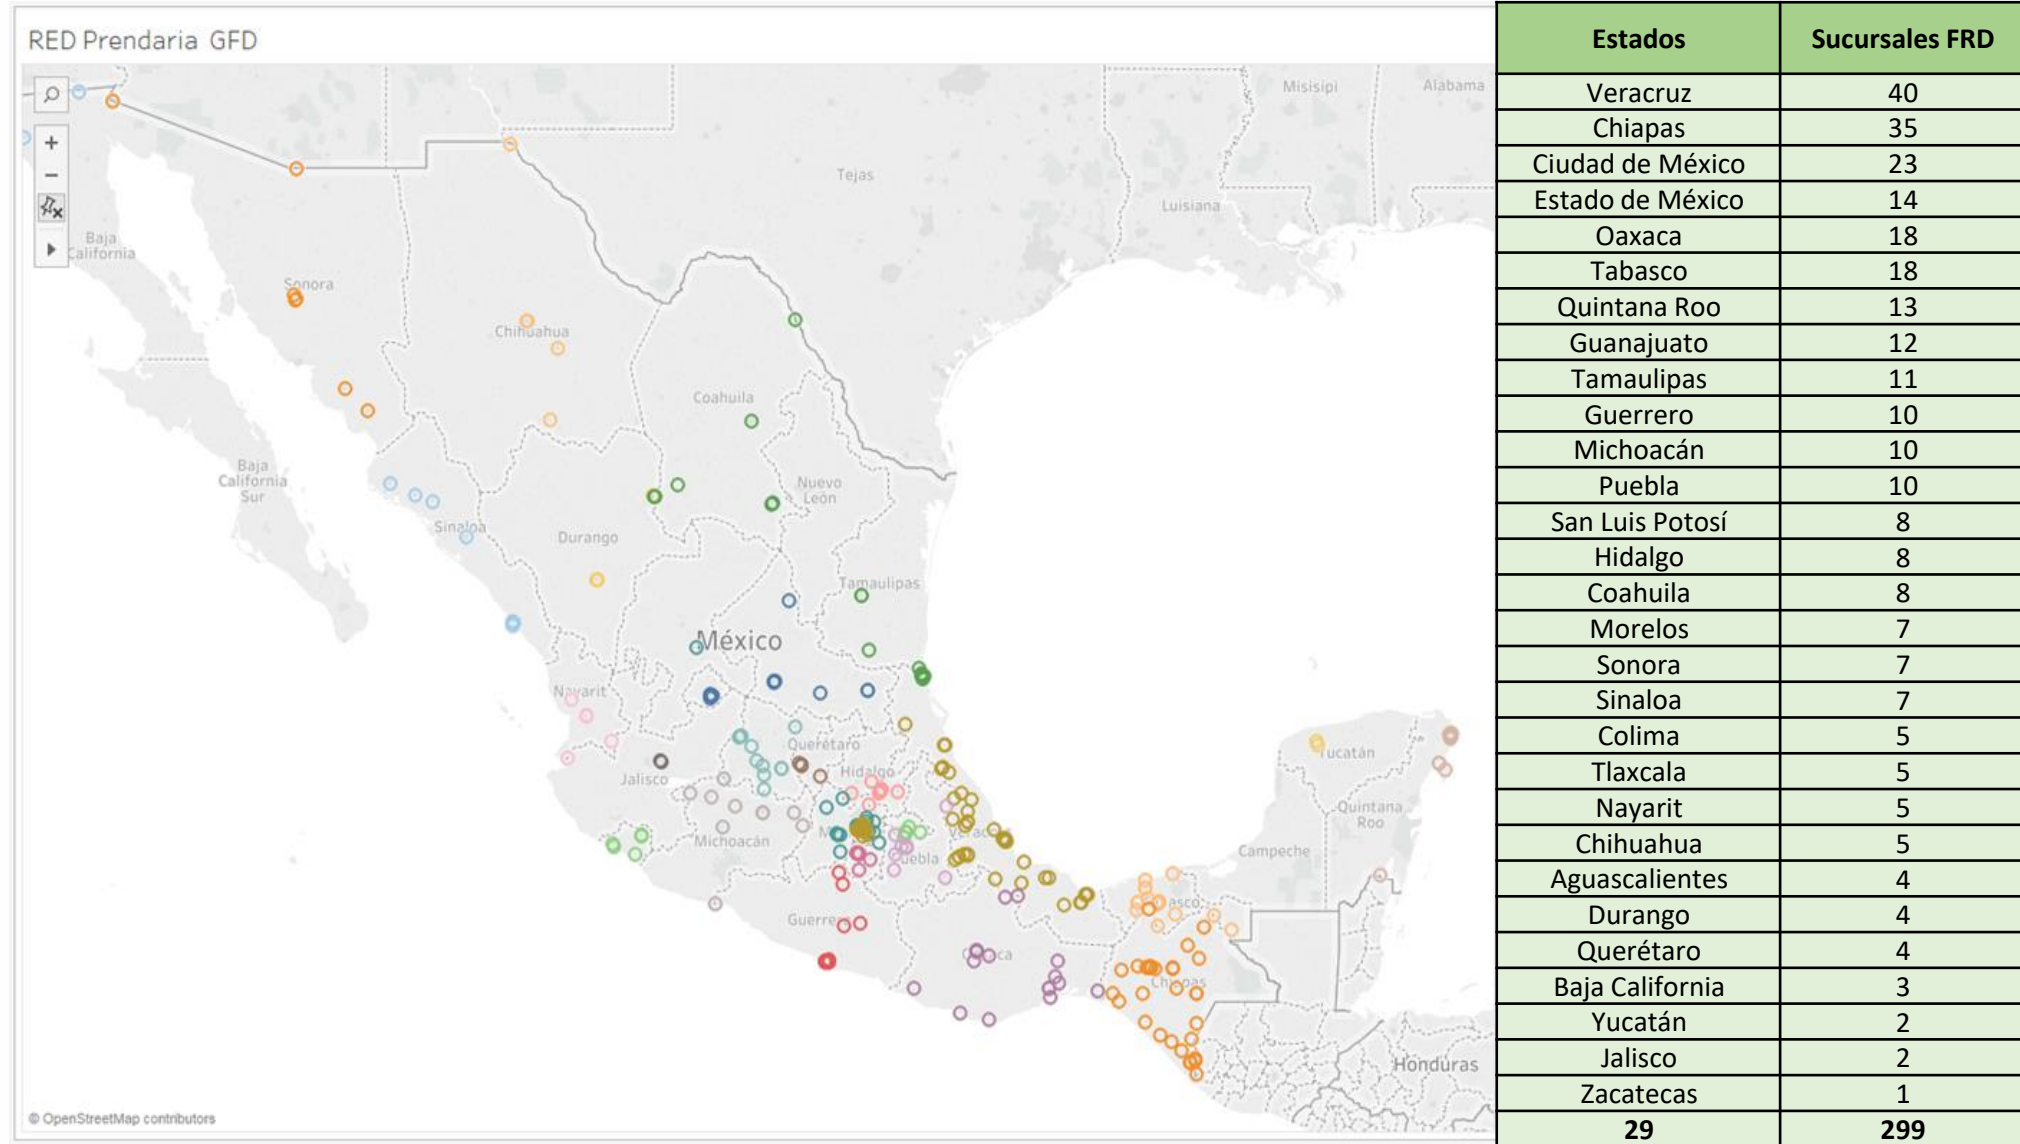 RED Prendaria GFD
Misisipi
Alabama
Tejas
Luisiana
Baja
California
Sonora
Chihuahua
Coahuila
Baja
California
Sur
Nuevo
León
Sinaloa
Durango
Tamaulipas
México
Nayarit
Querétaro
Yucatán
Jalisco
Hidalgo
Quintana
Roo
Michoacán
Puebla
Campeche
Guerrero
Chiapas
Honduras
© OpenStreetMap contributors
Estados Sucursales FRD
Veracruz 40
Chiapas 35
Ciudad de México 23
Estado de México 14
Oaxaca 18
Tabasco 18
Quintana Roo 13
Guanajuato 12
Tamaulipas 11
Guerrero 10
Michoacán 10
Puebla 10
San Luis Potosí 8
Hidalgo 8
Coahuila 8
Morelos 7
Sonora 7
Sinaloa 7
Colima 5
Tlaxcala 5
Nayarit 5
Chihuahua 5
Aguascalientes 4
Durango 4
Querétaro 4
Baja California 3
Yucatán 2
Jalisco 2
Zacatecas 1
29 299